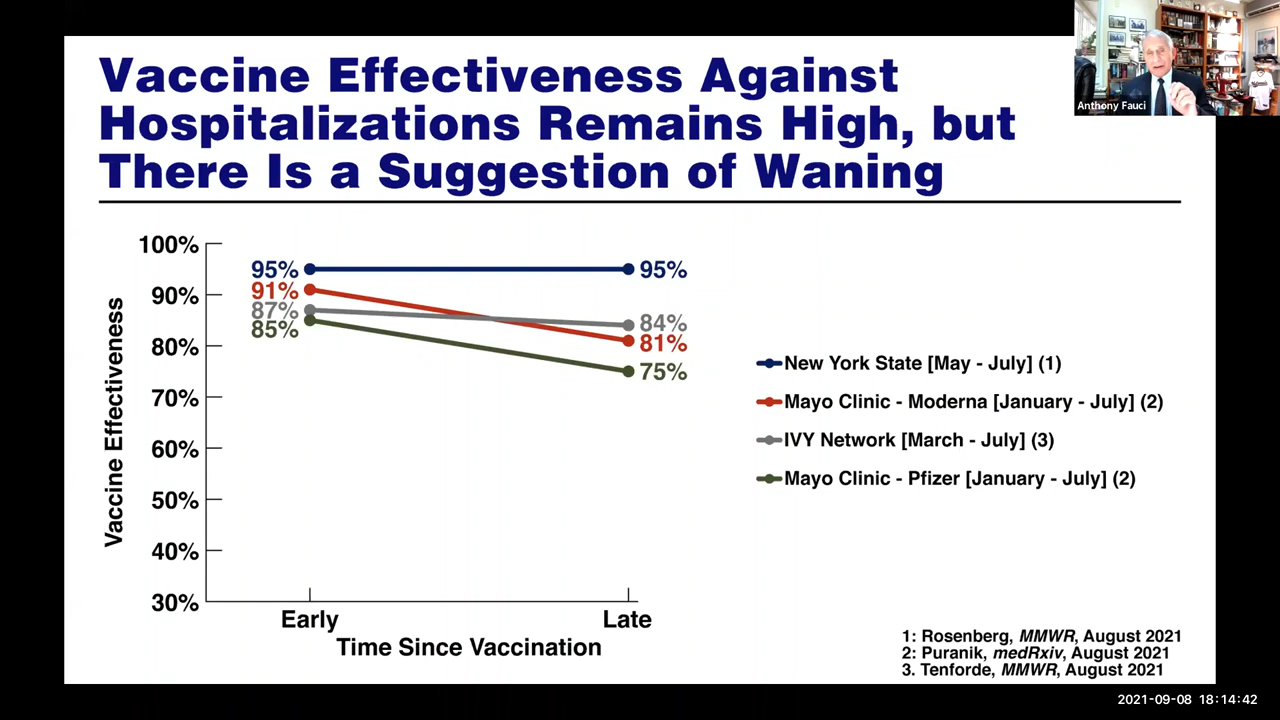 Vaccine Effectiveness Against
Hospitalizations Remains High, but
There Is a Suggestion of Waning
Anthony Fauci
100%
90%
80%
70%
60%
50%
40%
30%
Vaccine Effectiveness
95%
91%
87%
85%
95%
84%
81%
75%
Early
Late
Time Since Vaccination
New York State [May - July] (1)
Mayo Clinic - Moderna [January - July] (2)
IVY Network [March - July] (3)
Mayo Clinic - Pfizer [January - July] (2)
1: Rosenberg, MMWR, August 2021
2: Puranik, medRxiv, August 2021
3. Tenforde, MMWR, August 2021
2021-09-08 18:14:42